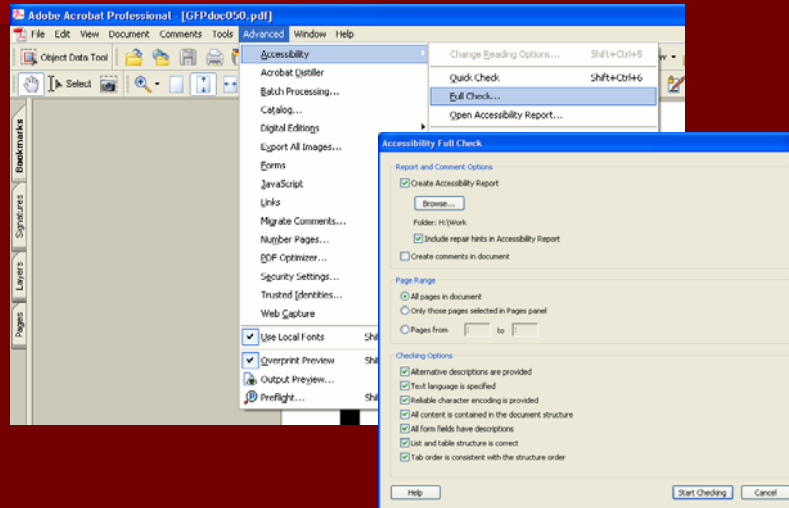 Adobe Acrobat Professional - [GFPdoc050.pdf]
File Edit View Document Comments Tools Advanced Window Help
Object Data Tool
Select
Bookmarks
Signatures
Layers
Pages
Accessibility
Acrobat Distiller
Batch Processing...
Catalog...
Digital Editions
Export All Images...
Forms
JavaScript
Links
Migrate Comments...
Number Pages...
PDF Optimizer...
Security Settings...
Trusted Identities...
Web Capture
Use Local Fonts
Overprint Preview
Output Preview...
Preflight...
Change Reading Options... Shift+Ctrl+5
Quick Check Shift+Ctrl+6
Full Check...
Open Accessibility Report...
Accessibility Full Check
Report and Comment Options
Create Accessibility Report
Browse...
Folder: H:\Work
Include repair hints in Accessibility Report
Create comments in document
Page Range
All pages in document
Only those pages selected in Pages panel
Pages from 1 to 1
Checking Options
Alternative descriptions are provided
Text language is specified
Reliable character encoding is provided
All content is contained in the document structure
All form fields have descriptions
List and table structure is correct
Tab order is consistent with the structure order
Help Start Checking Cancel